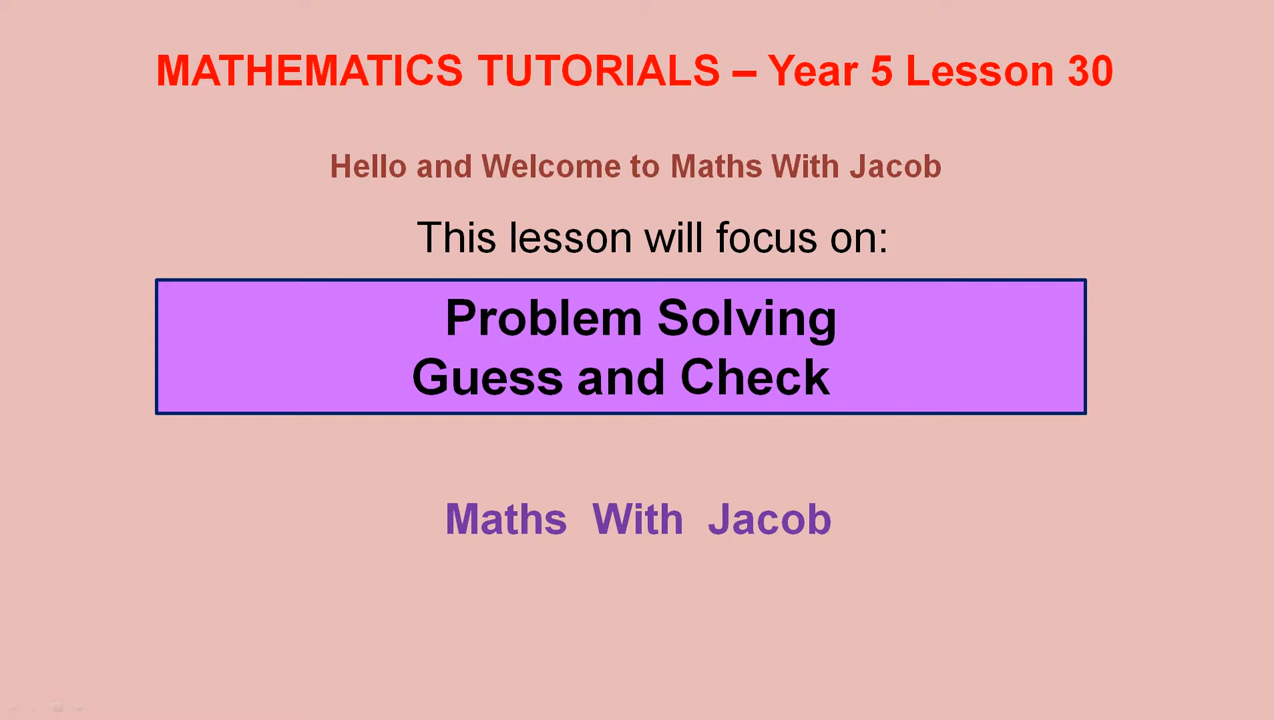 MATHEMATICS TUTORIALS – Year 5 Lesson 30
Hello and Welcome to Maths With Jacob
This lesson will focus on:
Problem Solving
Guess and Check
Maths With Jacob